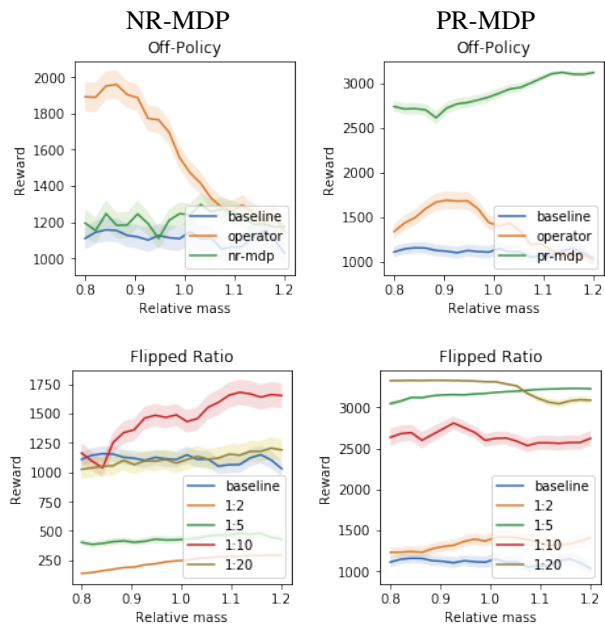 NR-MDP
PR-MDP
Off-Policy
2000
1800
1600
1400
1200
1000
Reward
0.8 0.9 1.0 1.1 1.2
Relative mass
baseline
operator
nr-mdp
Off-Policy
3000
2500
2000
1500
1000
Reward
0.8 0.9 1.0 1.1 1.2
Relative mass
baseline
operator
pr-mdp
Flipped Ratio
1750
1500
1250
1000
750
500
250
Reward
0.8 0.9 1.0 1.1 1.2
Relative mass
baseline
1:2
1:5
1:10
1:20
Flipped Ratio
3000
2500
2000
1500
1000
Reward
0.8 0.9 1.0 1.1 1.2
Relative mass
baseline
1:2
1:5
1:10
1:20